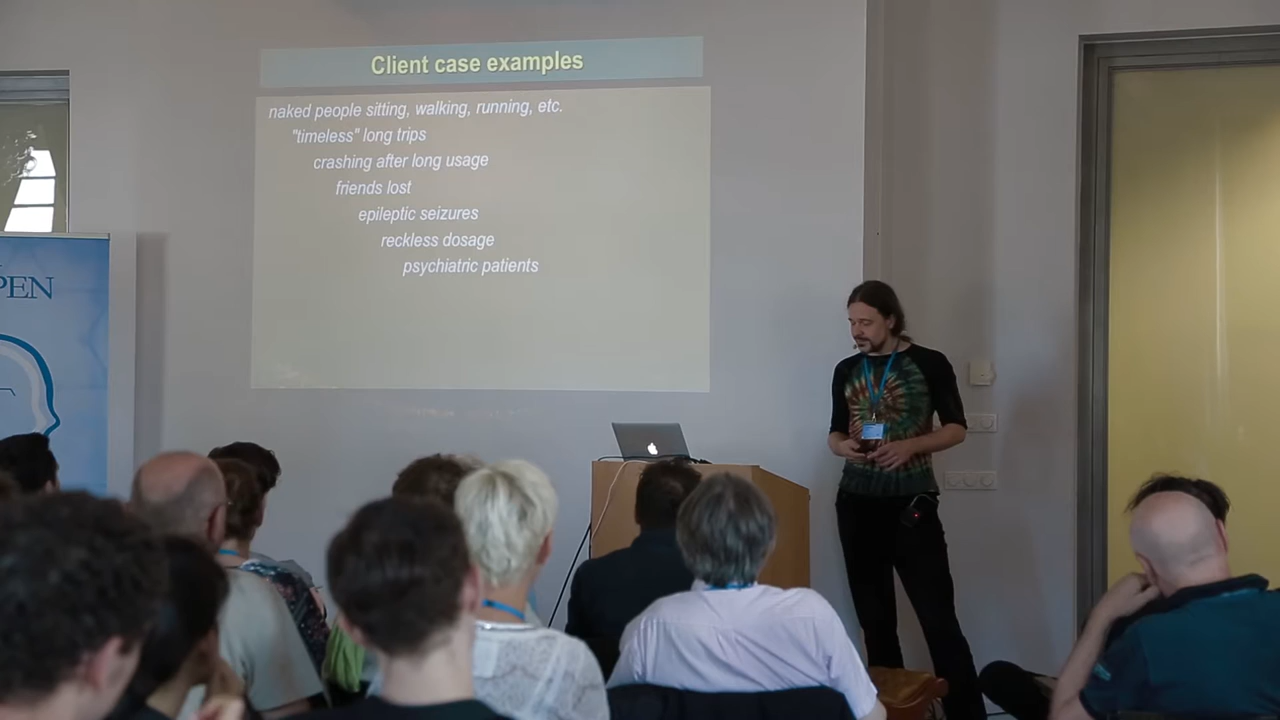 Client case examples
naked people sitting, walking, running, etc.
"timeless" long trips
crashing after long usage
friends lost
epileptic seizures
reckless dosage
psychiatric patients
PEN